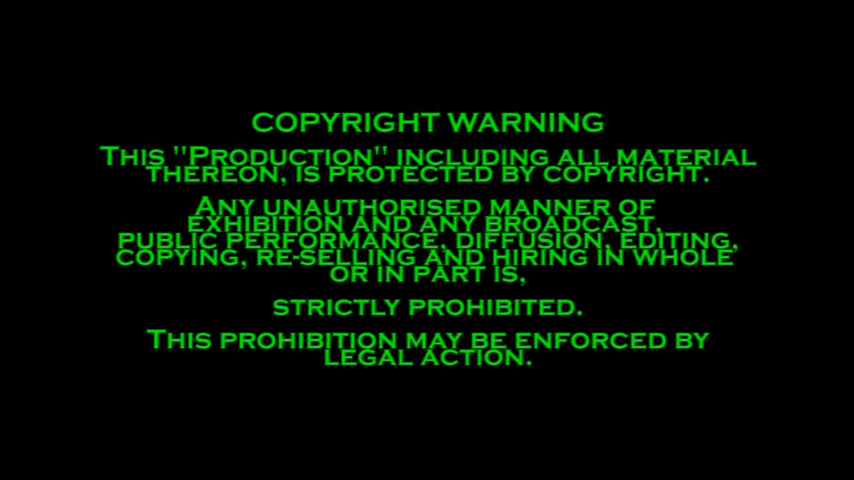 COPYRIGHT WARNING
THIS "PRODUCTION" INCLUDING ALL MATERIAL
THEREON, IS PROTECTED BY COPYRIGHT.
ANY UNAUTHORISED MANNER OF
EXHIBITION AND ANY BROADCAST,
PUBLIC PERFORMANCE, DIFFUSION, EDITING,
COPYING, RE-SELLING AND HIRING IN WHOLE
OR IN PART IS,
STRICTLY PROHIBITED.
THIS PROHIBITION MAY BE ENFORCED BY
LEGAL ACTION.